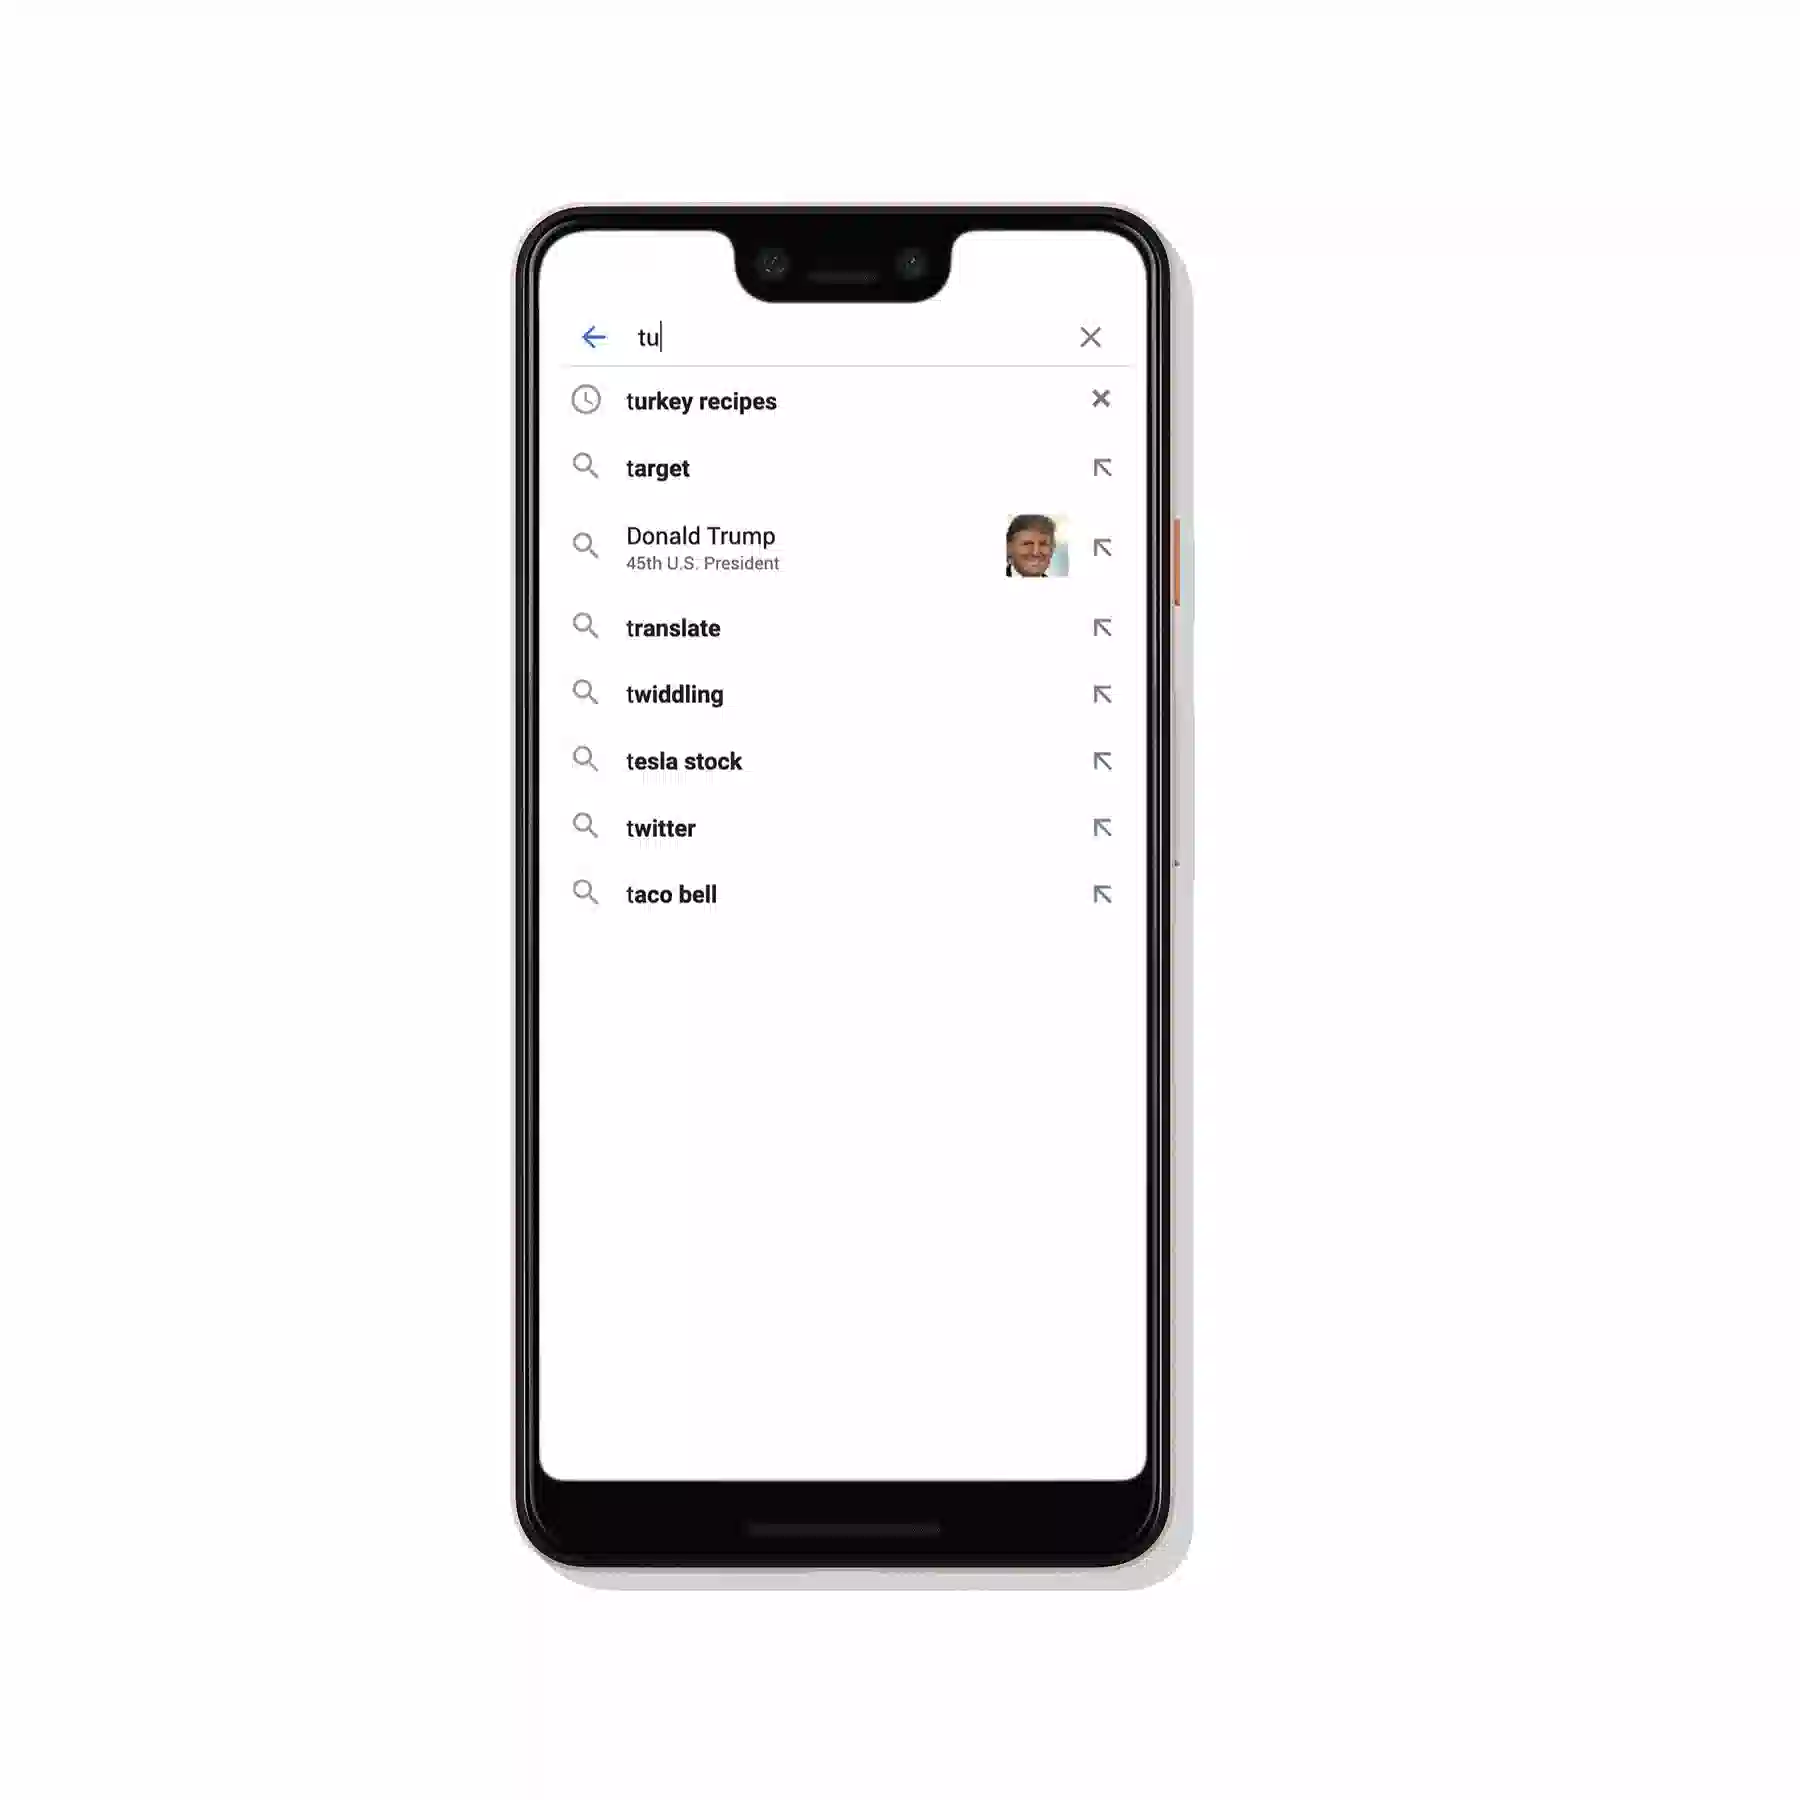 tu
turkey recipes
target
Donald Trump
45th U.S. President
translate
twiddling
tesla stock
twitter
taco bell